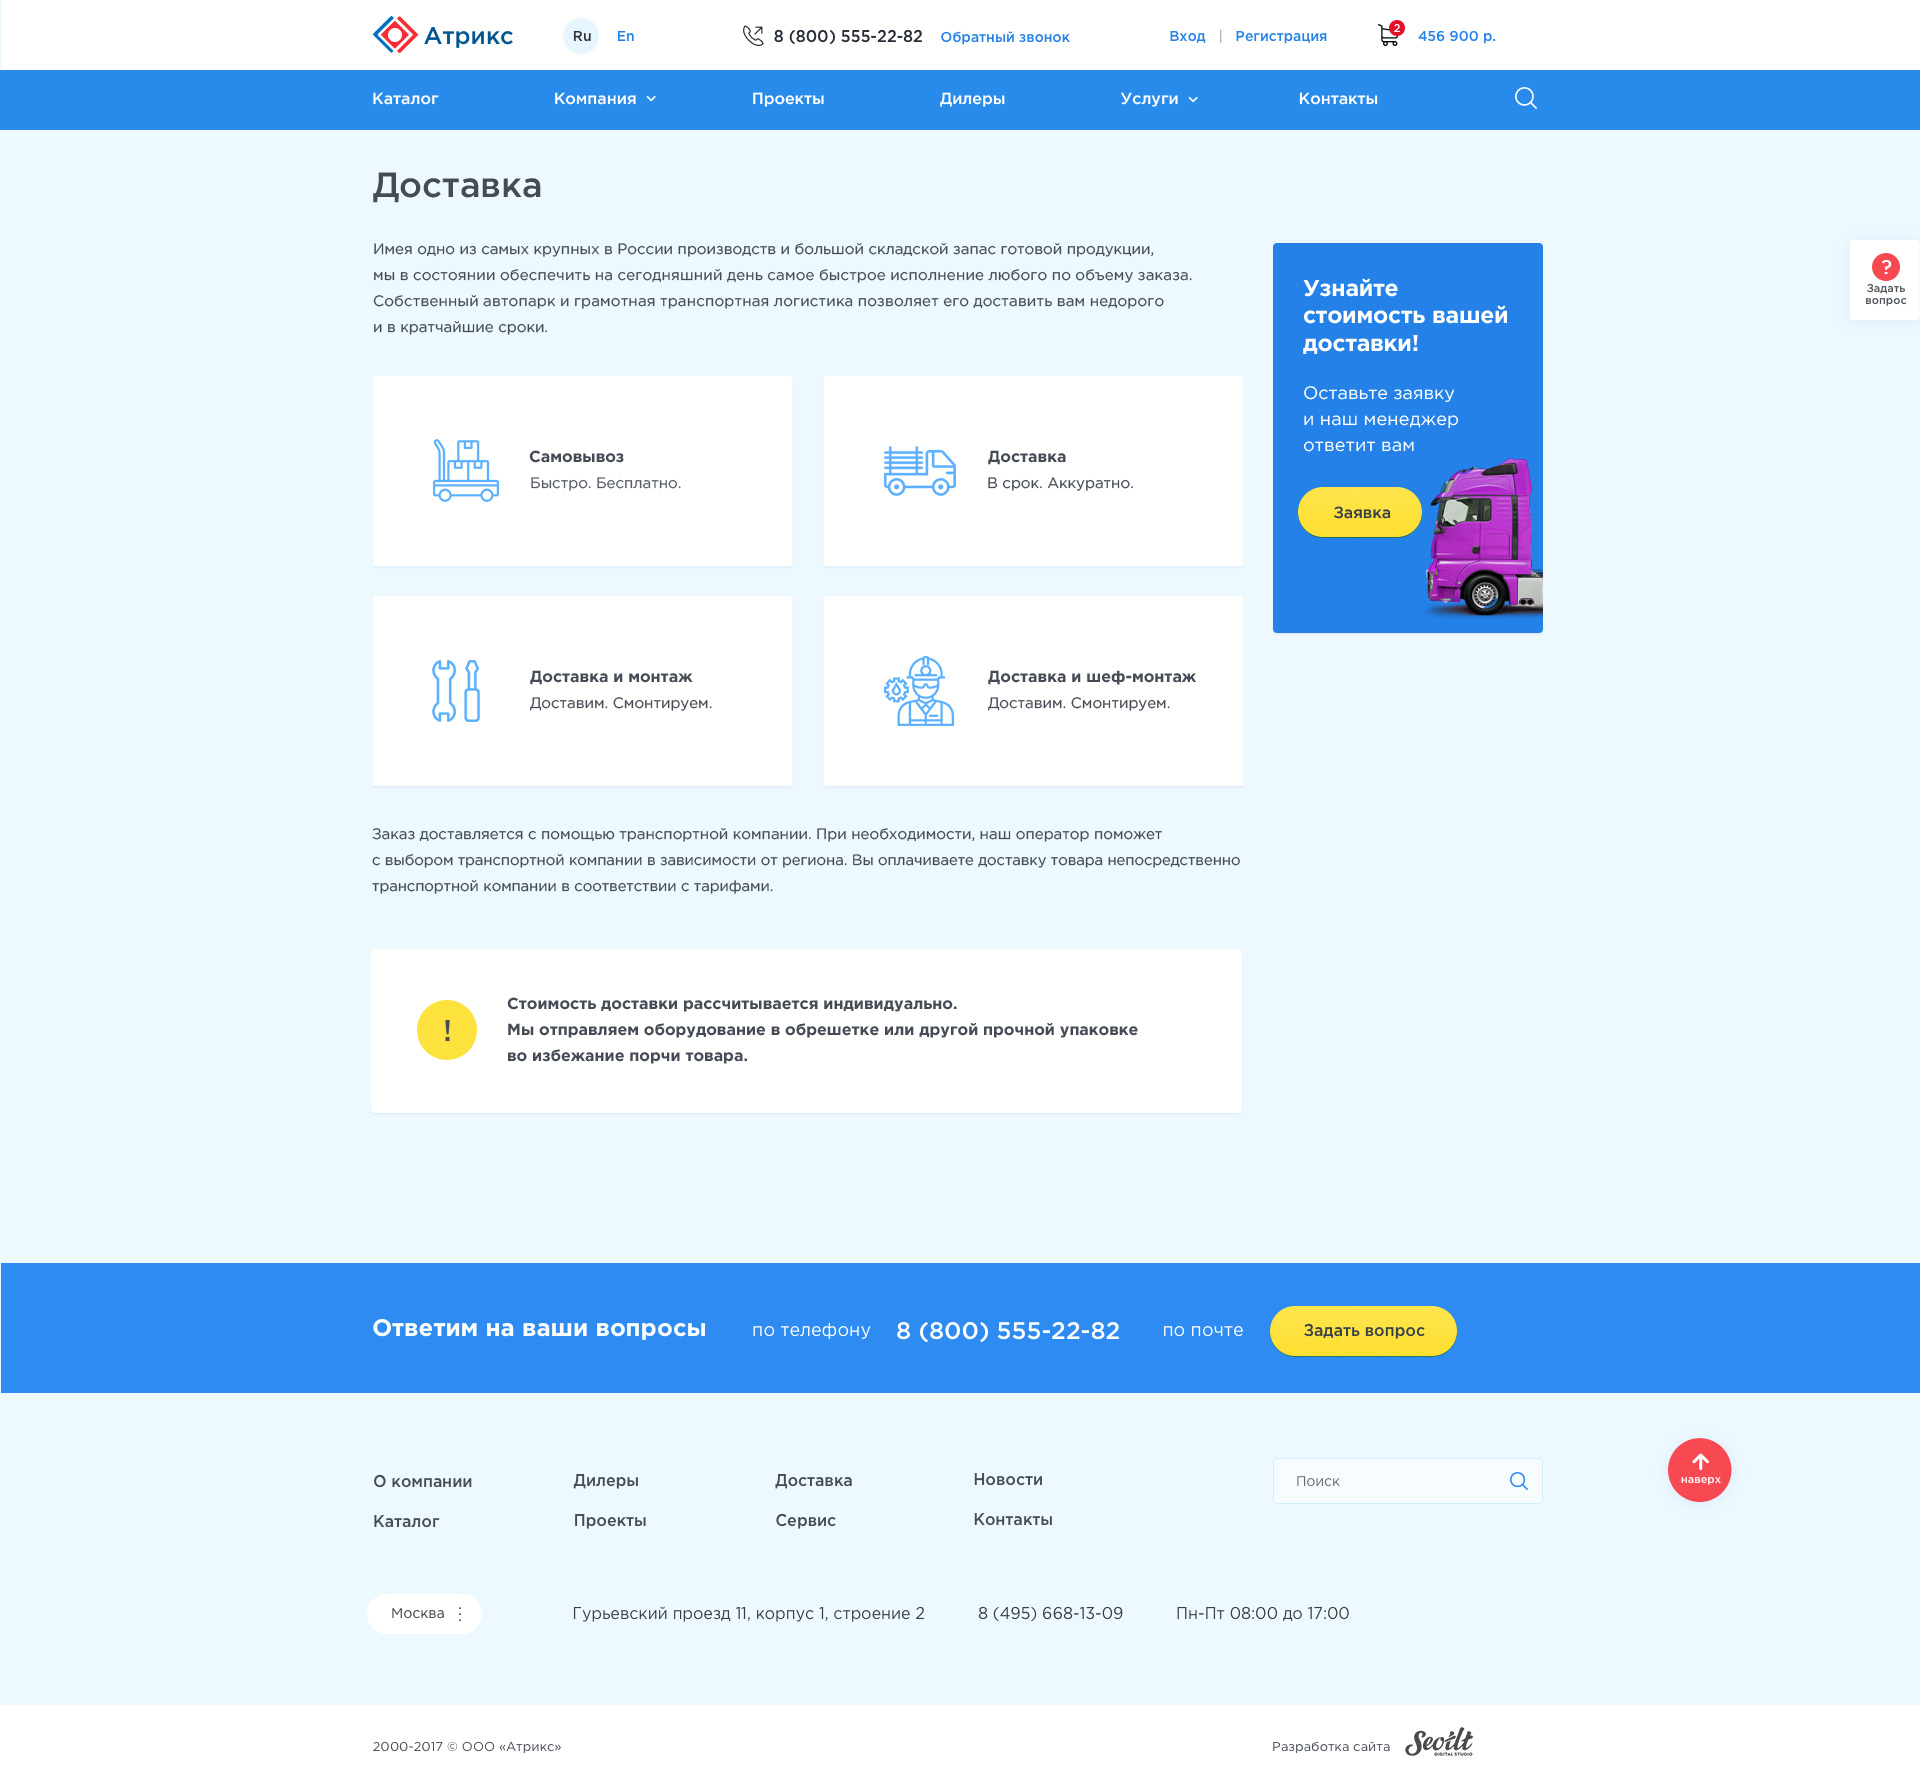 Атрикс
Ru En
8 (800) 555-22-82 Обратный звонок
Вход | Регистрация
2
456 900 р.
Каталог Компания Проекты Дилеры Услуги Контакты
Доставка
Имея одно из самых крупных в России производств и большой складской запас готовой продукции,
мы в состоянии обеспечить на сегодняшний день самое быстрое исполнение любого по объему заказа.
Собственный автопарк и грамотная транспортная логистика позволяет его доставить вам недорого
и в кратчайшие сроки.
Узнайте
стоимость вашей
доставки!
Оставьте заявку
и наш менеджер
ответит вам
Заявка
?
Задать
вопрос
Самовывоз
Быстро. Бесплатно.
Доставка
В срок. Аккуратно.
Доставка и монтаж
Доставим. Смонтируем.
Доставка и шеф-монтаж
Доставим. Смонтируем.
Заказ доставляется с помощью транспортной компании. При необходимости, наш оператор поможет
с выбором транспортной компании в зависимости от региона. Вы оплачиваете доставку товара непосредственно
транспортной компании в соответствии с тарифами.
!
Стоимость доставки рассчитывается индивидуально.
Мы отправляем оборудование в обрешетке или другой прочной упаковке
во избежание порчи товара.
Ответим на ваши вопросы по телефону 8 (800) 555-22-82 по почте Задать вопрос
О компании Дилеры Доставка Новости
Каталог Проекты Сервис Контакты
Поиск
наверх
Москва
Гурьевский проезд 11, корпус 1, строение 2 8 (495) 668-13-09 Пн-Пт 08:00 до 17:00
2000-2017 © ООО «Атрикс»
Разработка сайта Seoilt
DIGITAL STUDIO